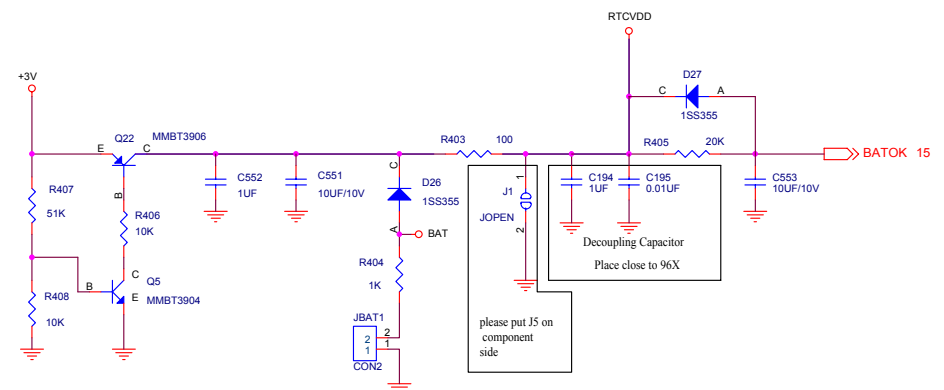 RTCVDD
+3V
D27
C
A
1SS355
Q22
MMBT3906
E
C
R403
100
R405
20K
BATOK 15
B
C
C552
1UF
C551
10UF/10V
D26
1SS355
1
J1
C194
1UF
C195
0.01UF
C553
10UF/10V
R407
51K
R406
10K
A
BAT
JOPEN
2
Decoupling Capacitor
Place close to 96X
R404
1K
C
Q5
B
E
MMBT3904
R408
10K
JBAT1
2
2
1
1
CON2
please put J5 on
component
side